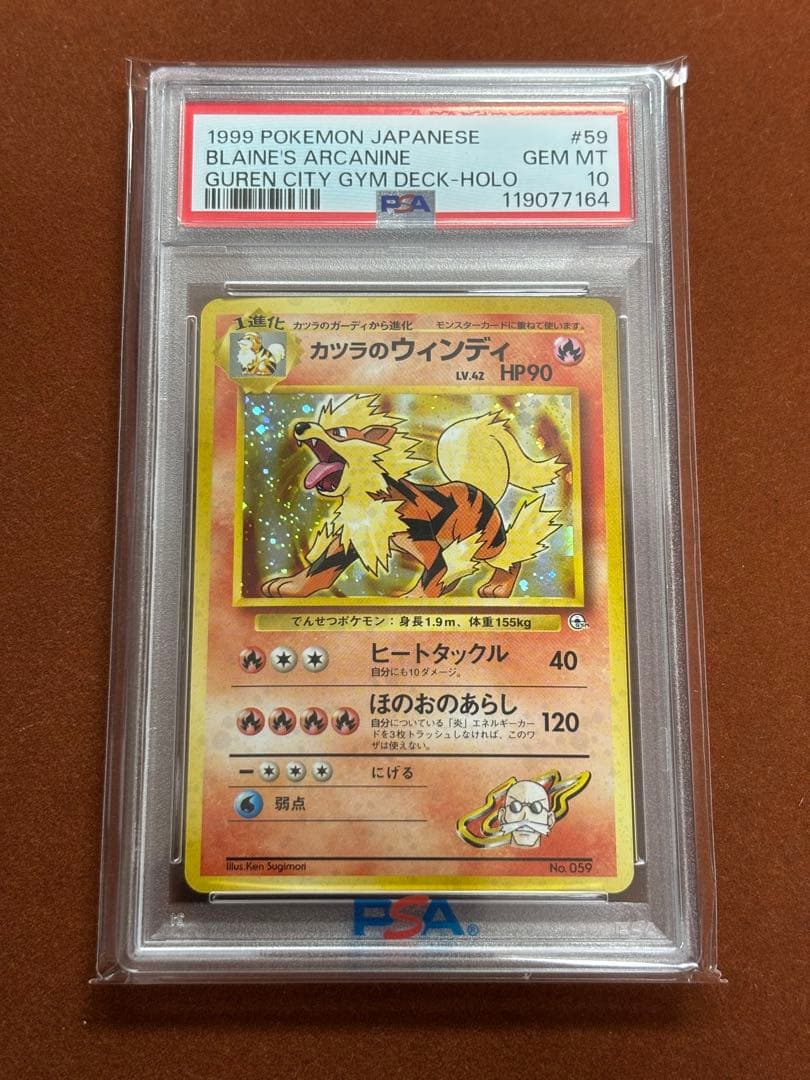 1999 POKEMON JAPANESE #59
BLAINE'S ARCANINE GEM MT
GUREN CITY GYM DECK-HOLO 10
119077164
PSA
1進化 カツラのガーディから進化 モンスターカードに重ねて使います。
カツラのウィンディ
LV.42 HP90
でんせつポケモン：身長1.9m、体重155kg
ヒートタックル 40
自分にも10ダメージ。
ほのおのあらし 120
自分についている「炎」エネルギーカー
ドを3枚トラッシュしなければ、このワ
ザは使えない。
にげる
弱点
Illus.Ken Sugimori No.059
PSA®